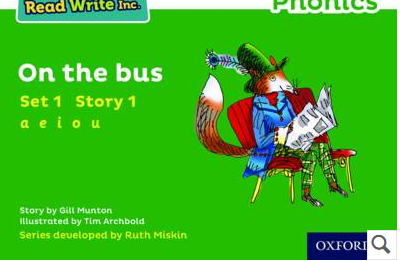 Read Write Inc.
Phonics
On the bus
Set 1 Story 1
a e i o u
Story by Gill Munton
Illustrated by Tim Archbold
Series developed by Ruth Miskin
OXFORD